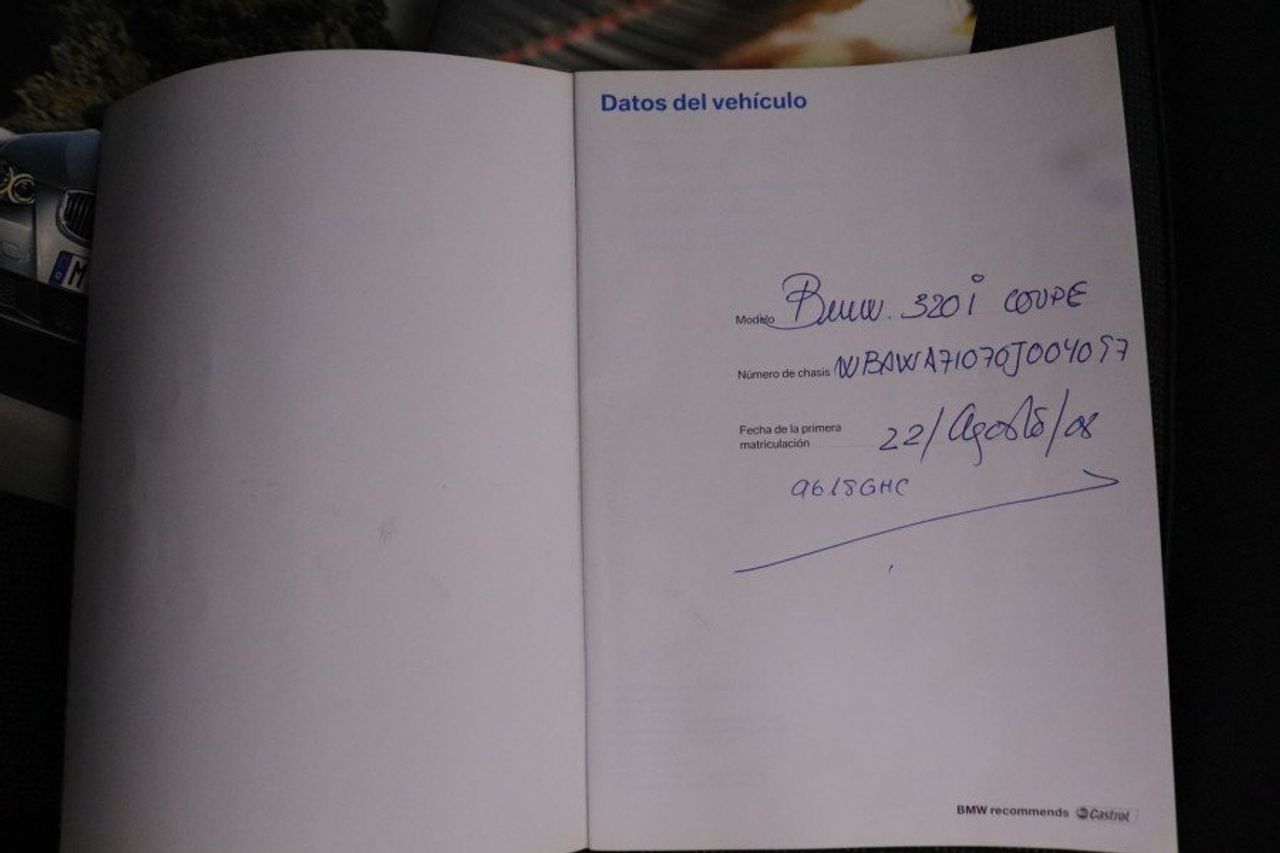 Datos del vehículo
Modelo BMW. 320i COUPE
Número de chasis WBAWA71070J004097
Fecha de la primera
matriculación 22/Agosto/08
9615GHC
BMW recommends Castrol
M